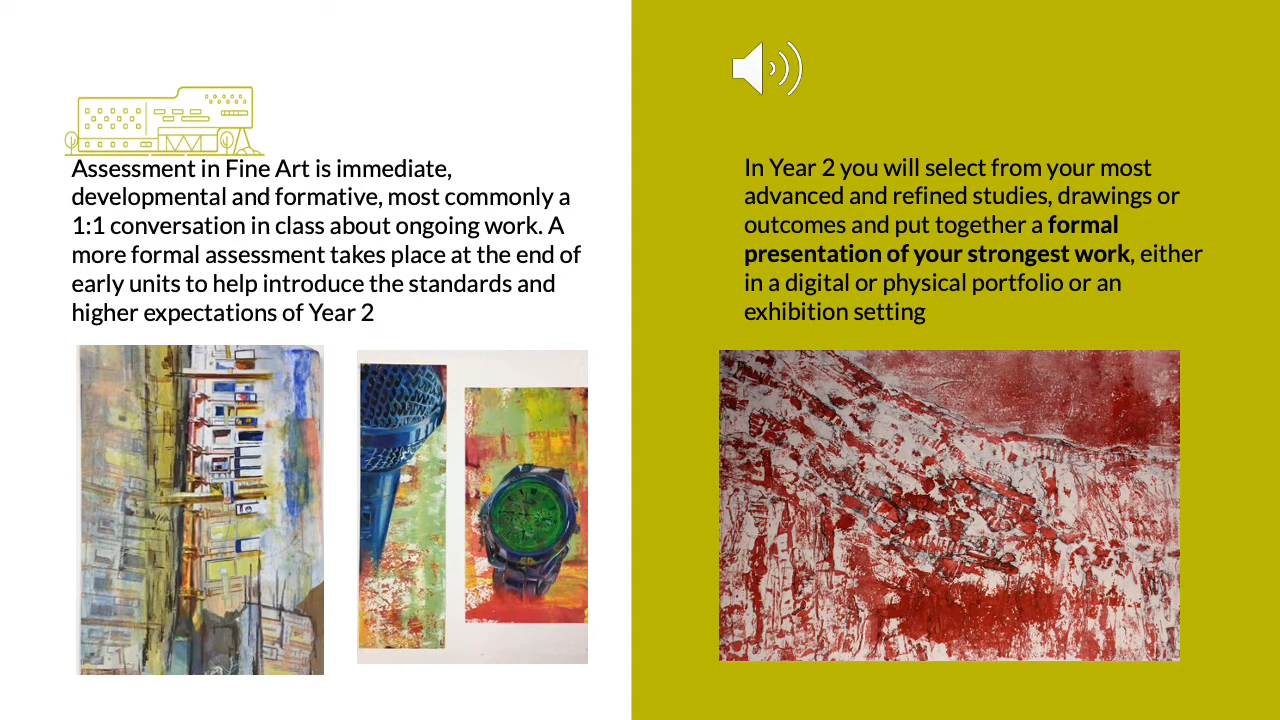 Assessment in Fine Art is immediate,
developmental and formative, most commonly a
1:1 conversation in class about ongoing work. A
more formal assessment takes place at the end of
early units to help introduce the standards and
higher expectations of Year 2
In Year 2 you will select from your most
advanced and refined studies, drawings or
outcomes and put together a formal
presentation of your strongest work, either
in a digital or physical portfolio or an
exhibition setting